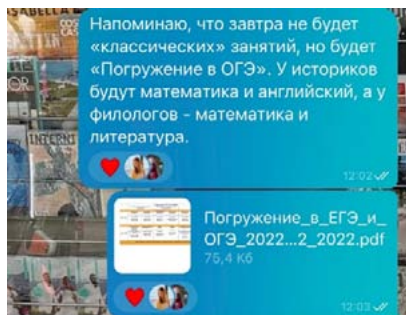 Напоминаю, что завтра не будет
«классических» занятий, но будет
«Погружение в ОГЭ». У историков
будут математика и английский, а у
филологов - математика и
литература.
12:02
Погружение_в_ЕГЭ_и_
ОГЭ_2022...2_2022.pdf
75,4 Кб
12:03